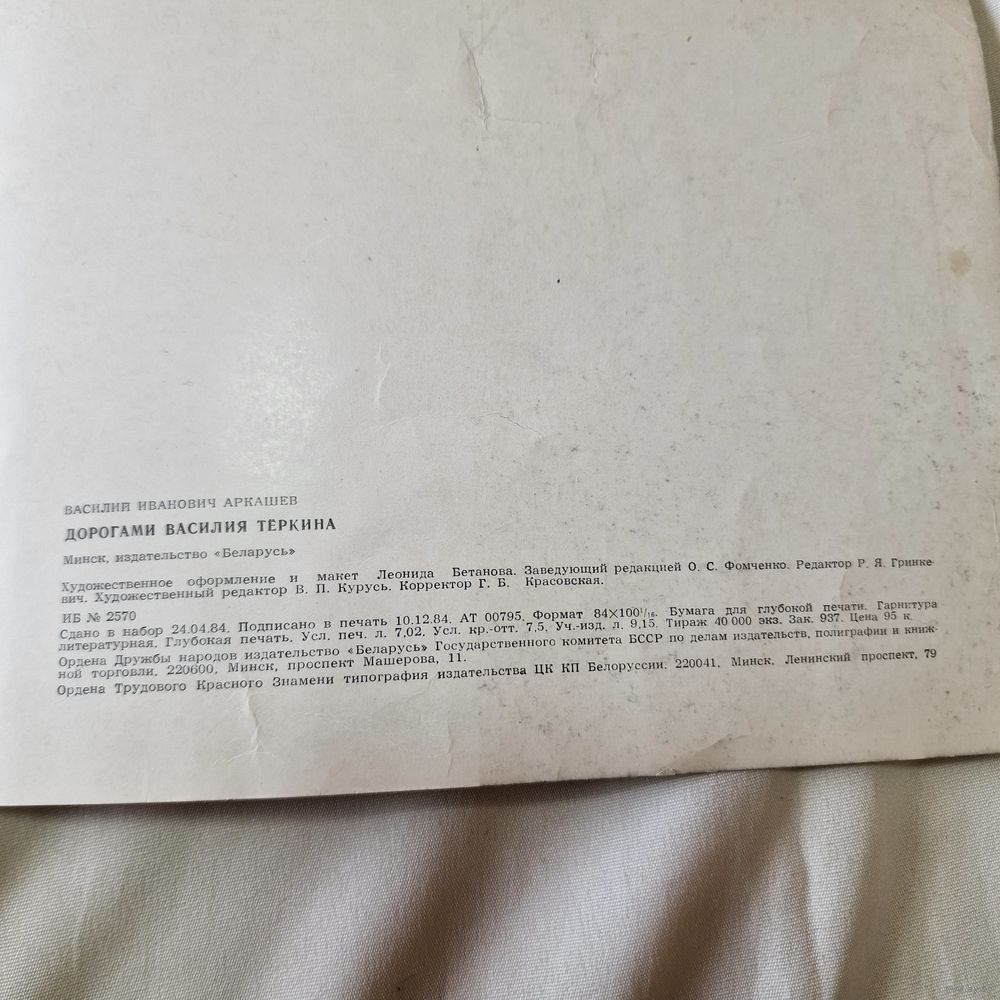 ВАСИЛИЙ ИВАНОВИЧ АРКАШЕВ
ДОРОГАМИ ВАСИЛИЯ ТЁРКИНА
Минск, издательство «Беларусь»
Художественное оформление и макет Леонида Бетанова. Заведующий редакцией О. С. Фомченко. Редактор Р. Я. Гринке-
вич. Художественный редактор В. П. Курусь. Корректор Г. Б. Красовская.
ИБ № 2570
Сдано в набор 24.04.84. Подписано в печать 10.12.84. АТ 00795. Формат 84×100¹/₁₆. Бумага для глубокой печати. Гарнитура
литературная. Глубокая печать. Усл. печ. л. 7,02. Усл. кр.-отт. 7,5. Уч.-изд. л. 9,15. Тираж 40 000 экз. Зак. 937. Цена 95 к.
Ордена Дружбы народов издательство «Беларусь» Государственного комитета БССР по делам издательств, полиграфии и книж-
ной торговли. 220600, Минск, проспект Машерова, 11.
Ордена Трудового Красного Знамени типография издательства ЦК КП Белоруссии. 220041, Минск, Ленинский проспект, 79